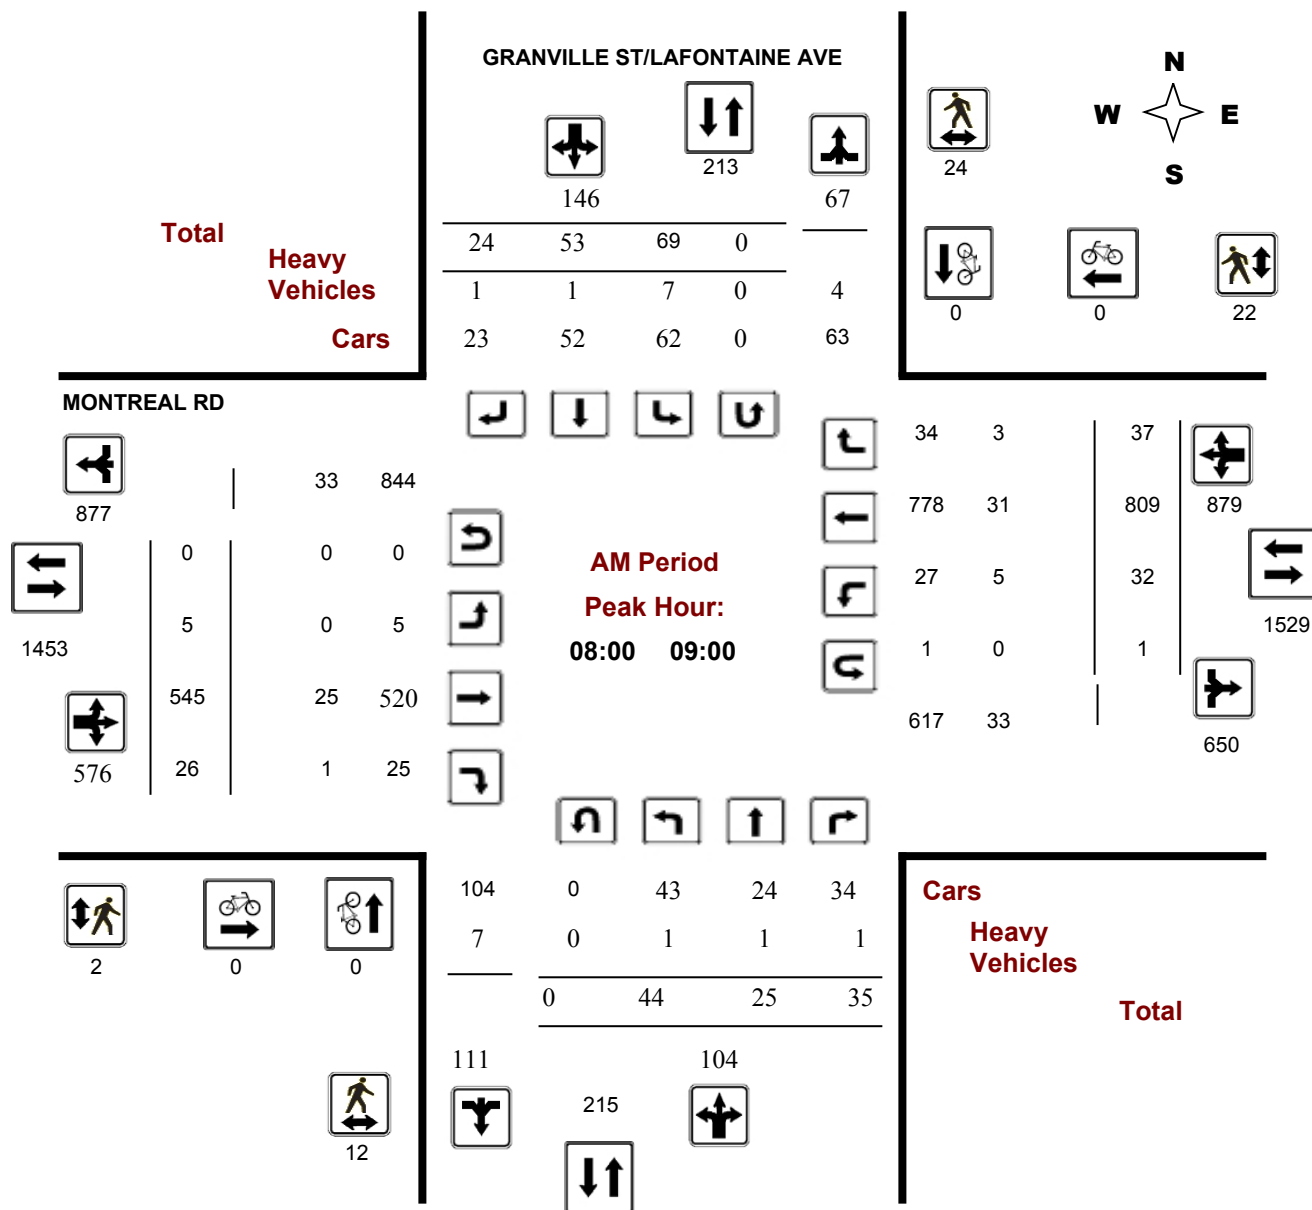 GRANVILLE ST/LAFONTAINE AVE
N
W E
S
213
24
146 67
Total
24 53 69 0
Heavy
Vehicles
1 1 7 0 4
0 0 22
Cars
23 52 62 0 63
MONTREAL RD
34 3 37
33 844
877
778 31 809 879
0 0 0
AM Period
27 5 32
Peak Hour:
5 0 5
1529
1453
08:00 09:00
1 0 1
545 25 520
617 33
650
576 26 1 25
104 0 43 24 34
Cars
7 0 1 1 1
Heavy
Vehicles
2 0 0
0 44 25 35
Total
111 104
215
12